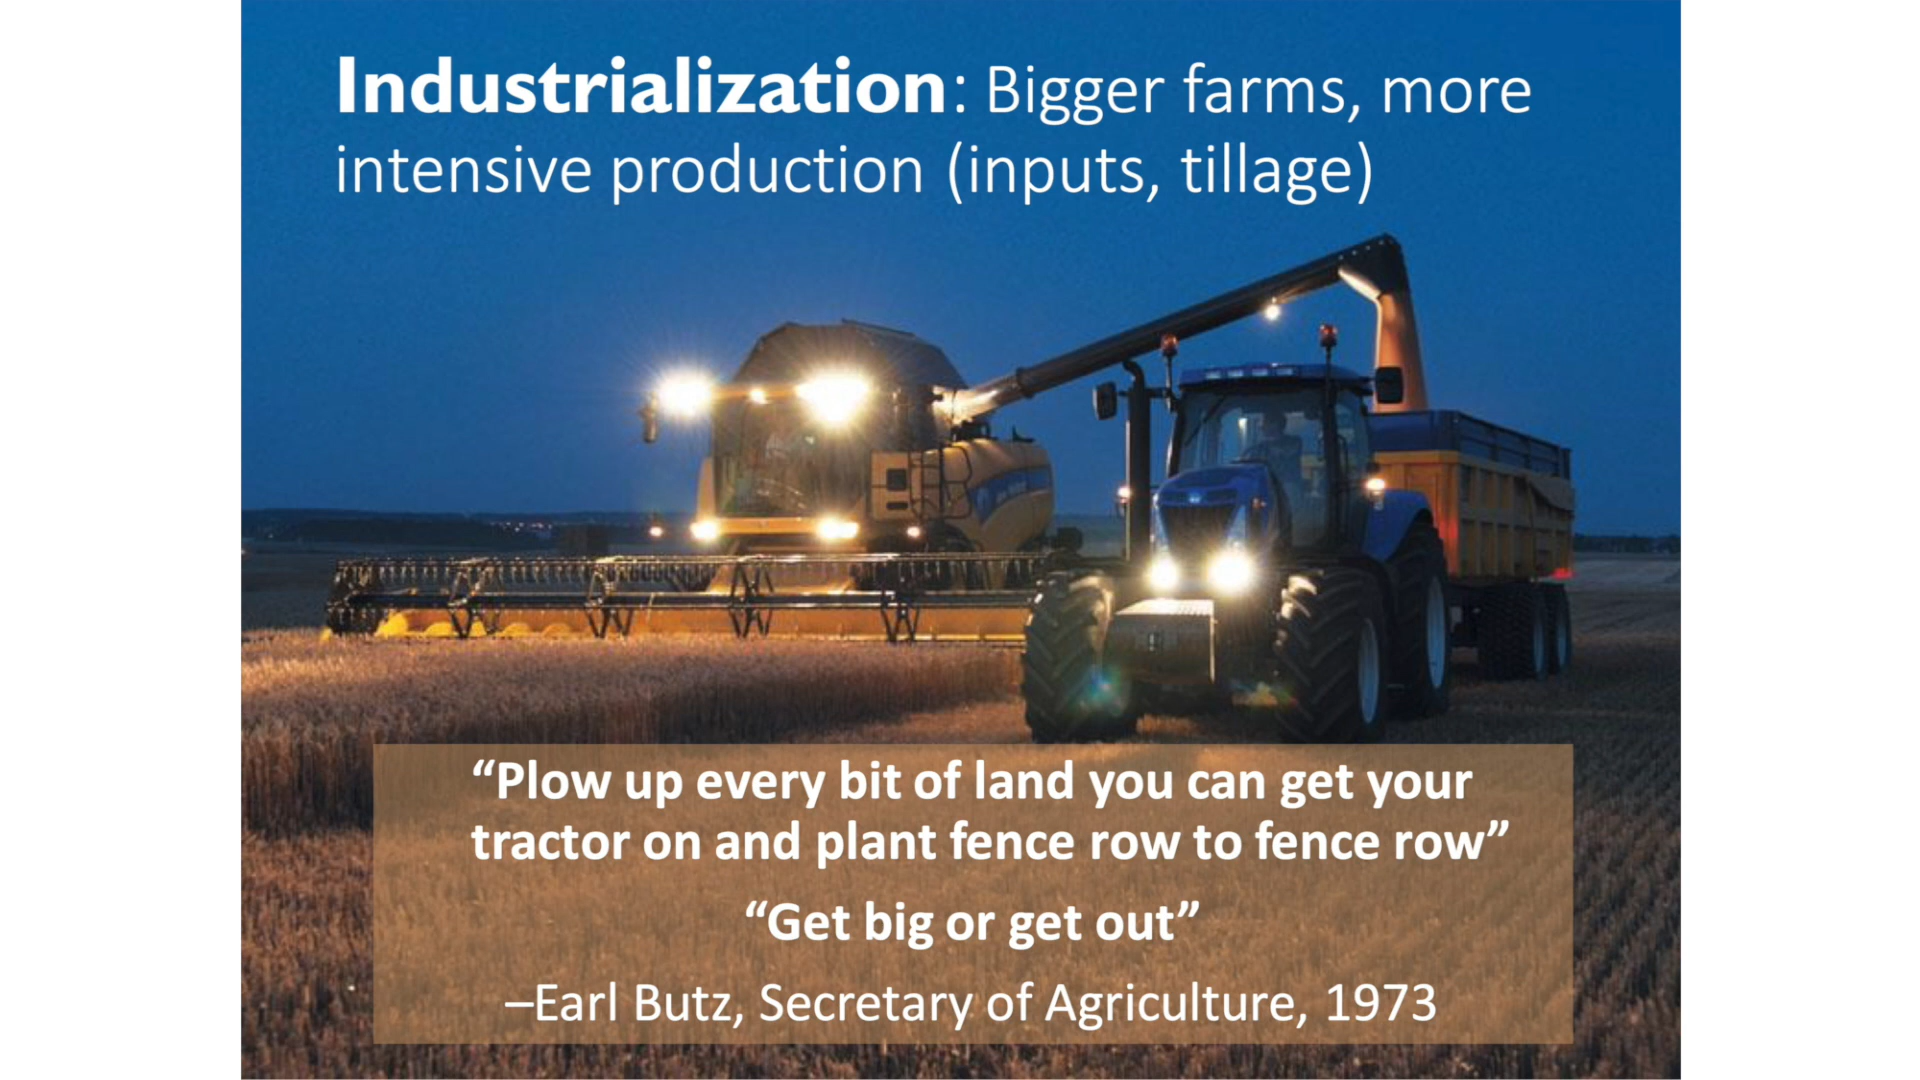 Industrialization: Bigger farms, more
intensive production (inputs, tillage)
“Plow up every bit of land you can get your
tractor on and plant fence row to fence row”
“Get big or get out”
–Earl Butz, Secretary of Agriculture, 1973